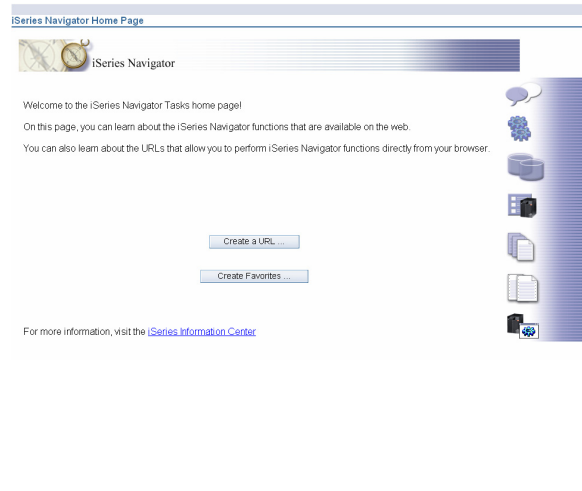 iSeries Navigator Home Page
iSeries Navigator
Welcome to the iSeries Navigator Tasks home page!
On this page, you can learn about the iSeries Navigator functions that are available on the web.
You can also learn about the URLs that allow you to perform iSeries Navigator functions directly from your browser.
Create a URL ...
Create Favorites ...
For more information, visit the iSeries Information Center